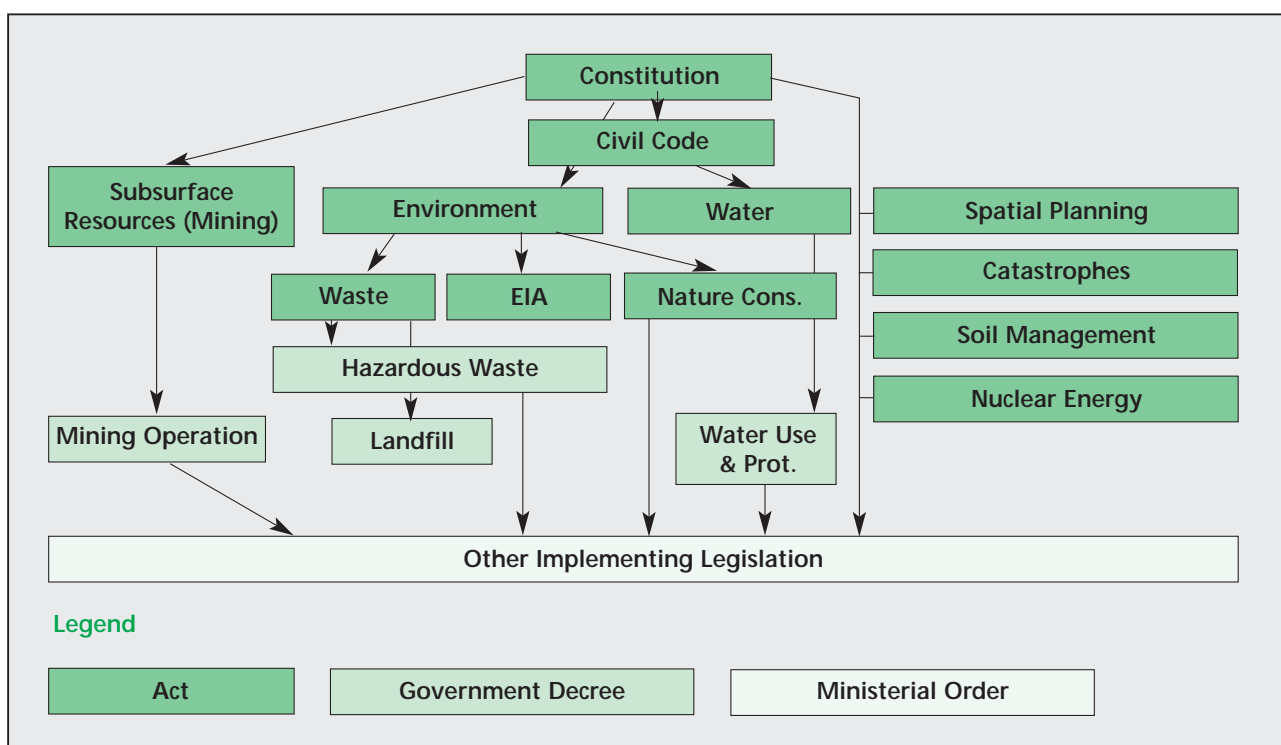 Constitution
Civil Code
Subsurface
Resources (Mining)
Environment
Water
Spatial Planning
Catastrophes
Waste
EIA
Nature Cons.
Soil Management
Hazardous Waste
Nuclear Energy
Mining Operation
Landfill
Water Use
& Prot.
Other Implementing Legislation
Legend
Act
Government Decree
Ministerial Order